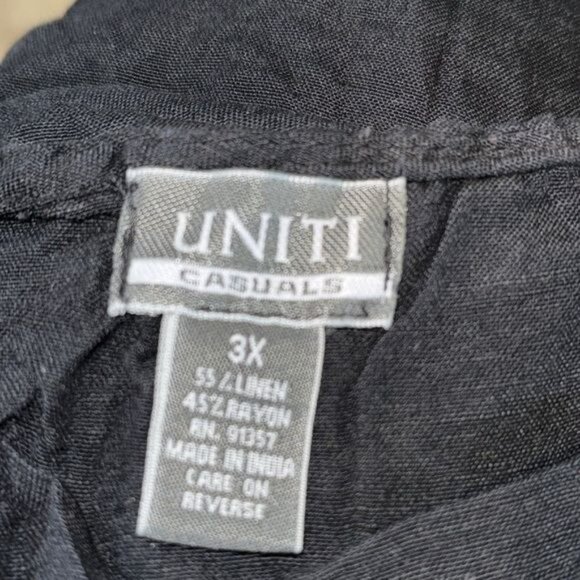 UNITI
CASUALS
3X
55% LINEN
45% RAYON
RN. 91357
MADE IN INDIA
CARE ON
REVERSE